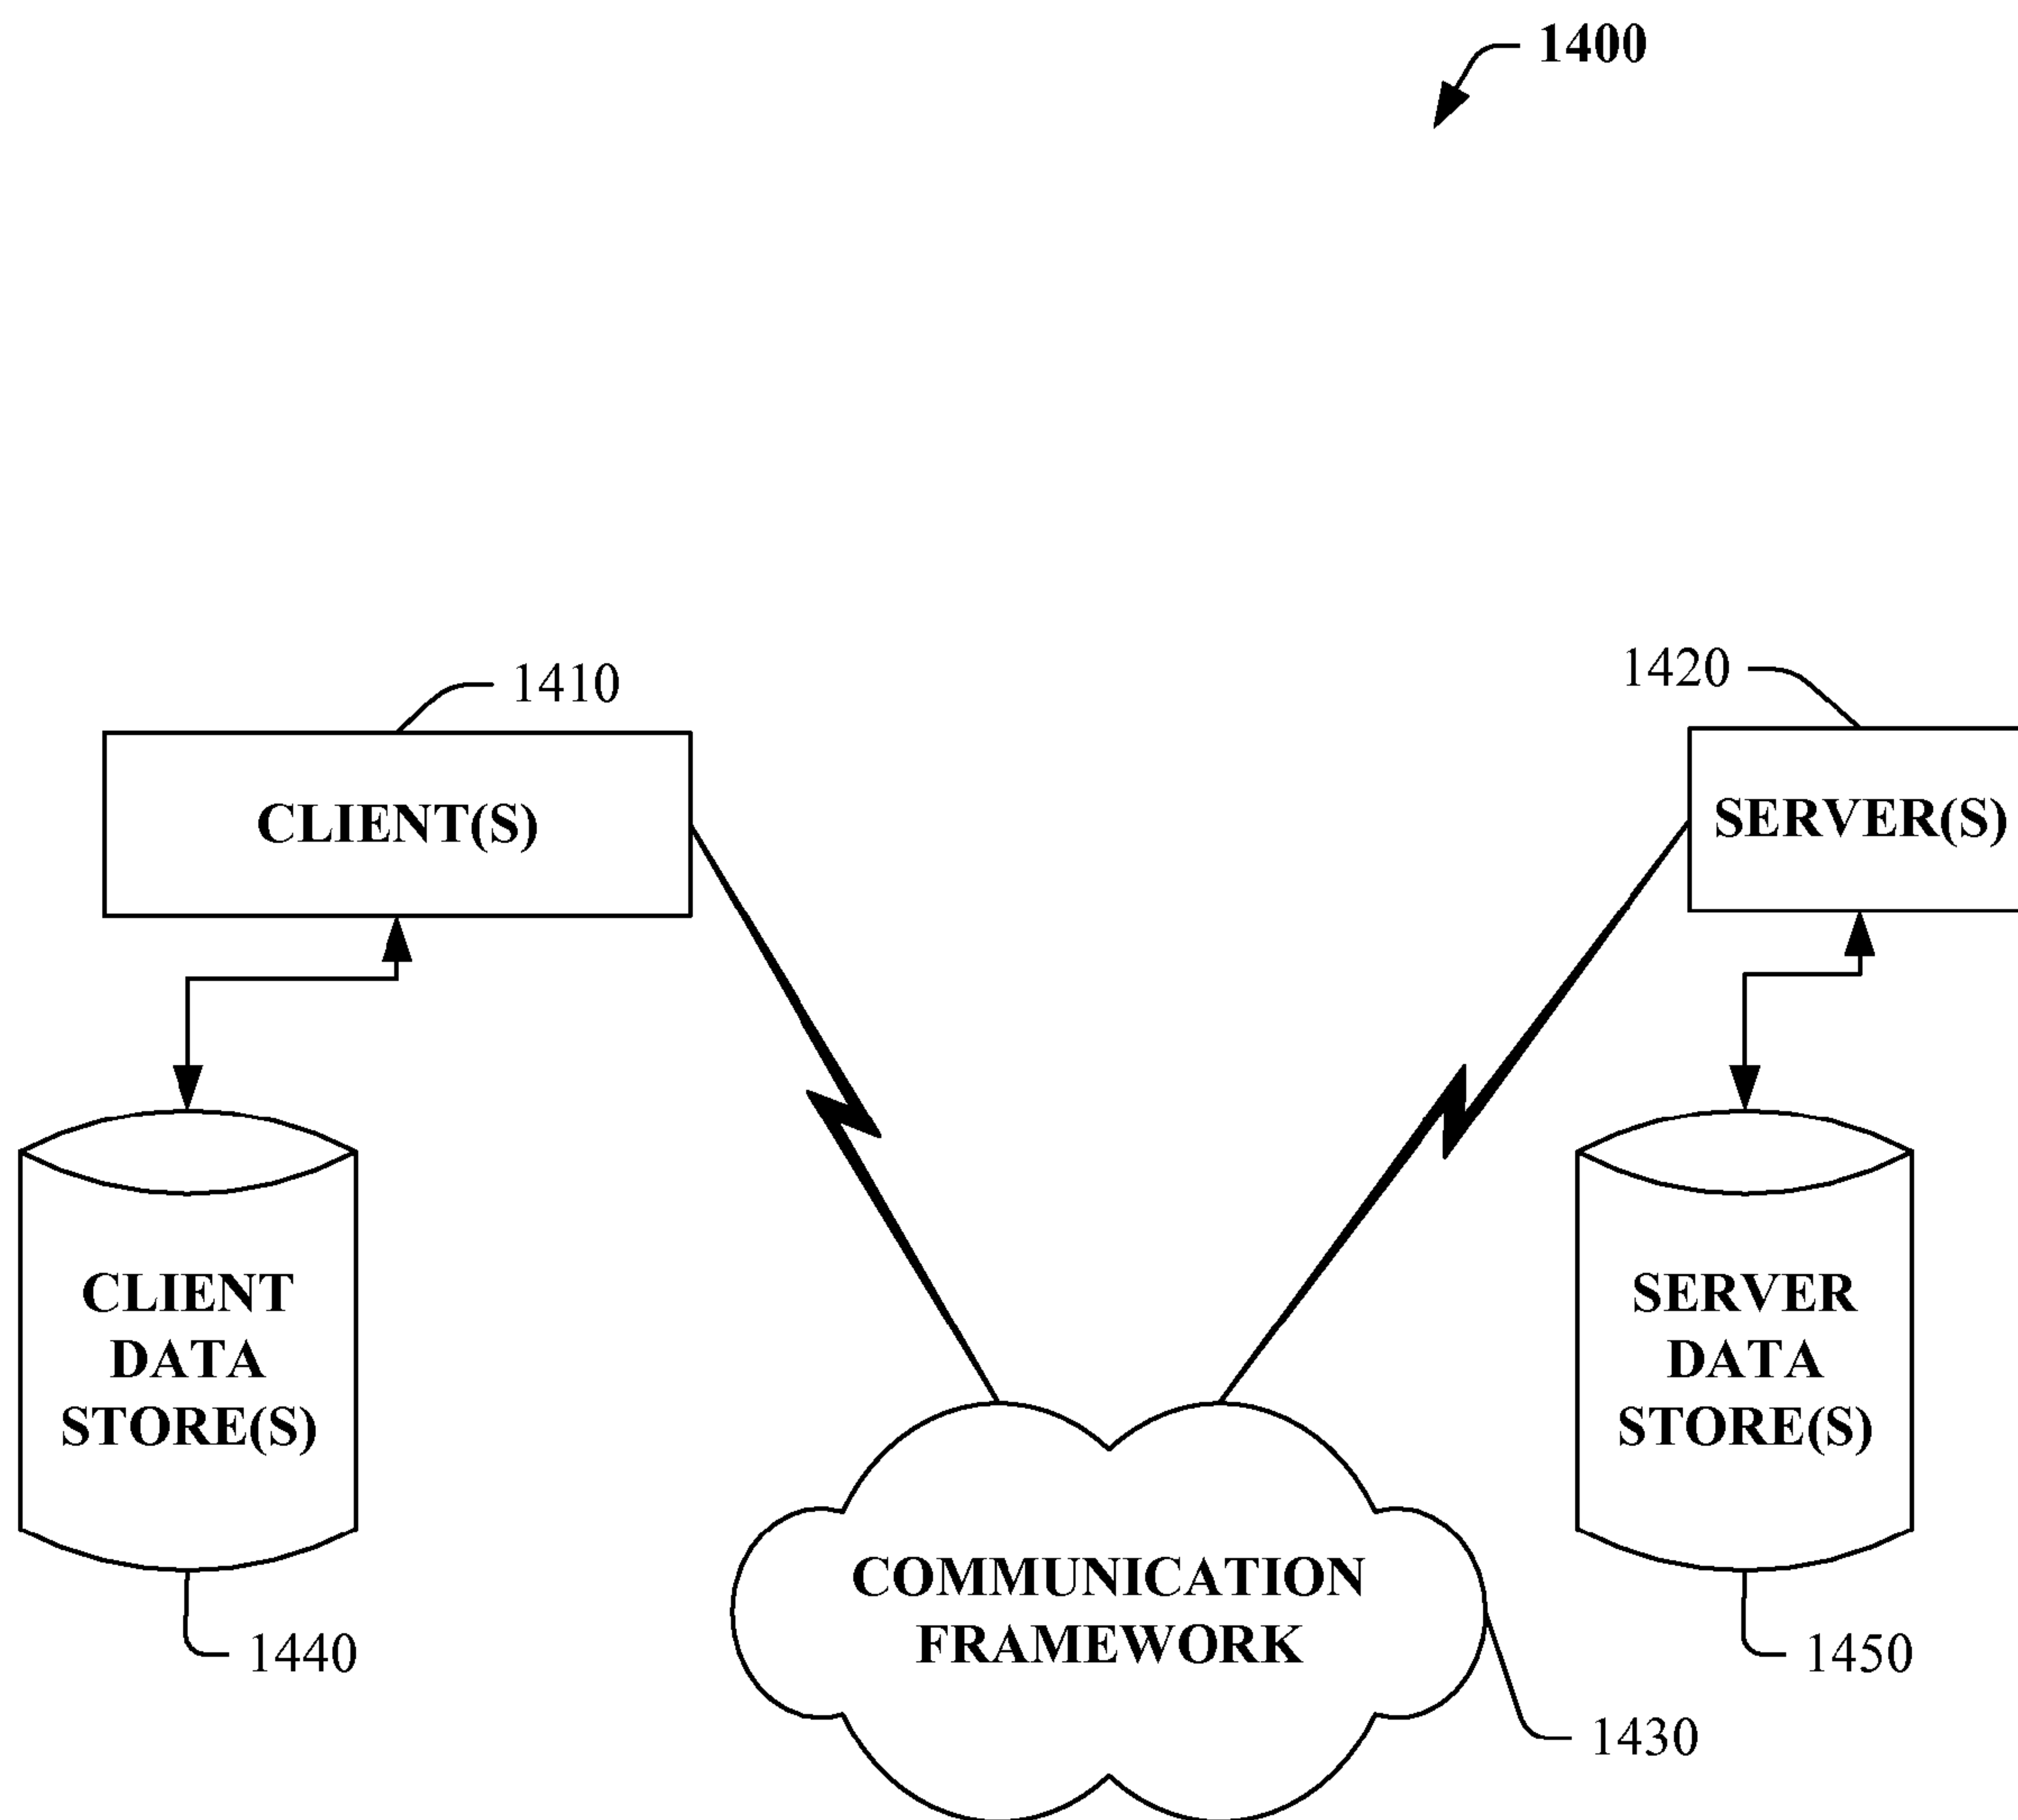 1400
1410
1420
CLIENT(S)
SERVER(S)
CLIENT
DATA
STORE(S)
SERVER
DATA
STORE(S)
COMMUNICATION
FRAMEWORK
1440
1450
1430